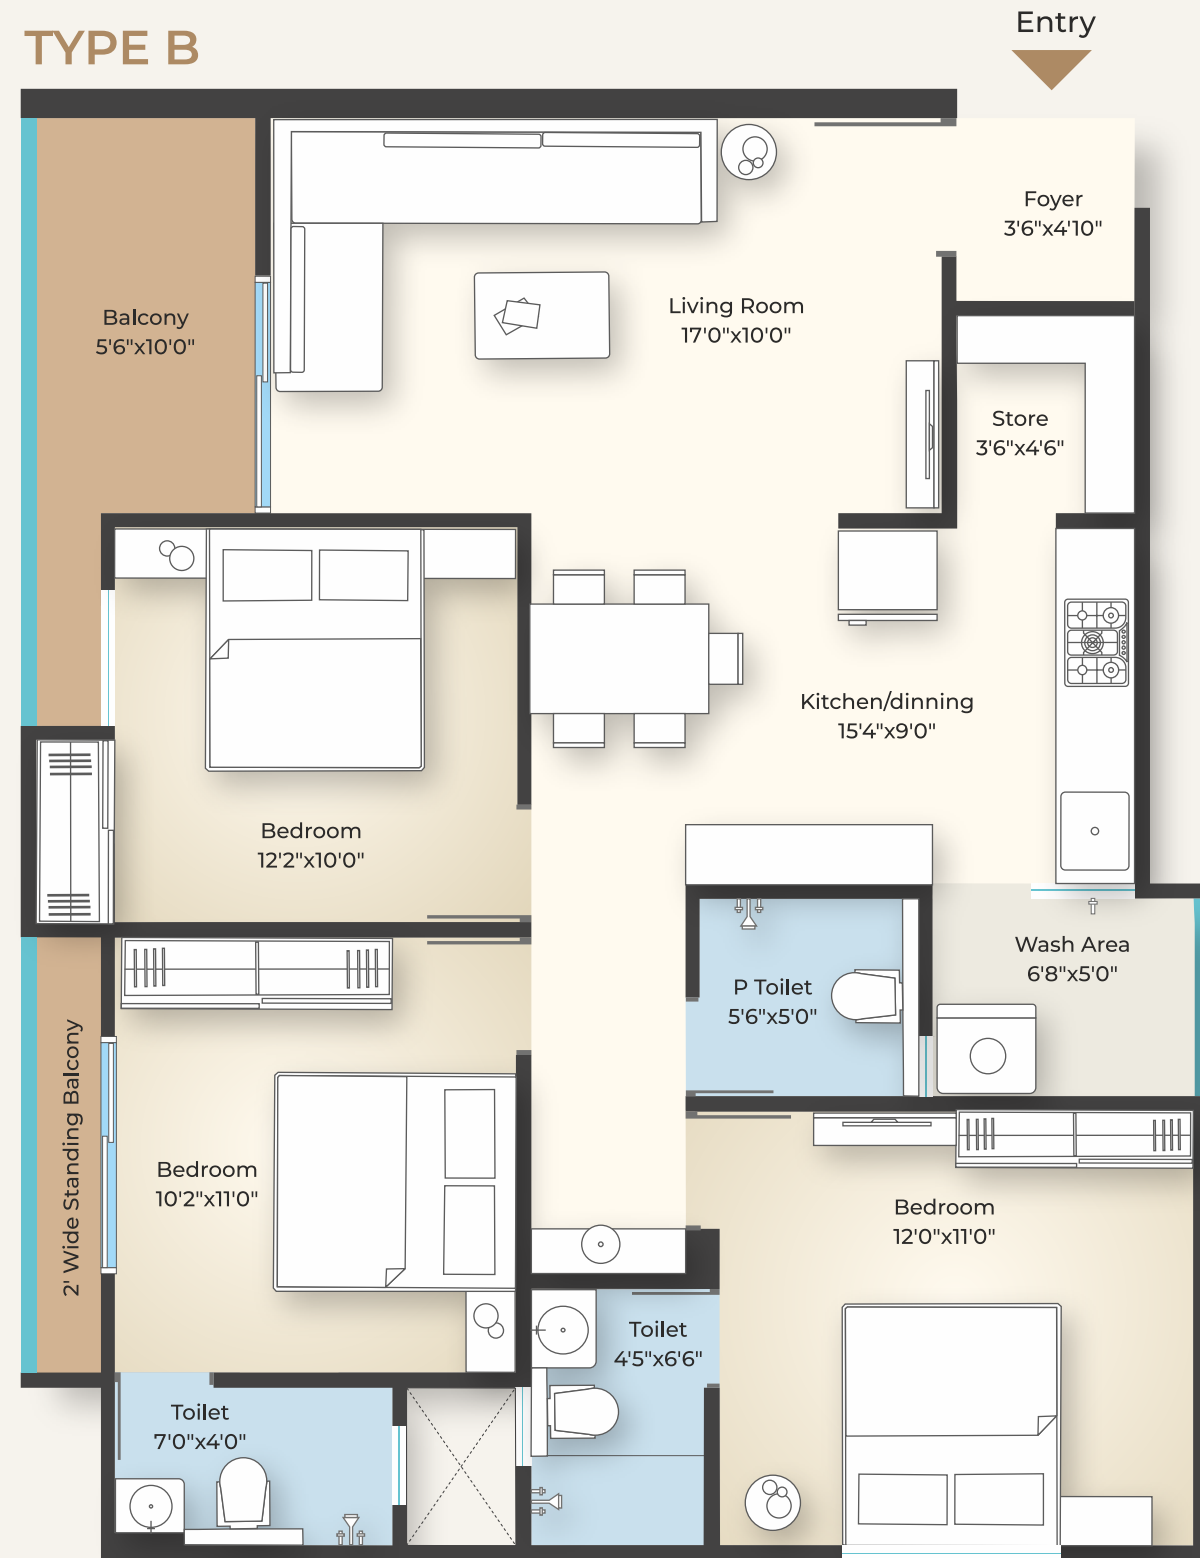 Entry
TYPE B
Foyer
3'6"x4'10"
Balcony
5'6"x10'0"
Living Room
17'0"x10'0"
Store
3'6"x4'6"
Kitchen/dinning
15'4"x9'0"
Bedroom
12'2"x10'0"
Wash Area
6'8"x5'0"
P Toilet
5'6"x5'0"
2' Wide Standing Balcony
Bedroom
10'2"x11'0"
Bedroom
12'0"x11'0"
Toilet
4'5"x6'6"
Toilet
7'0"x4'0"